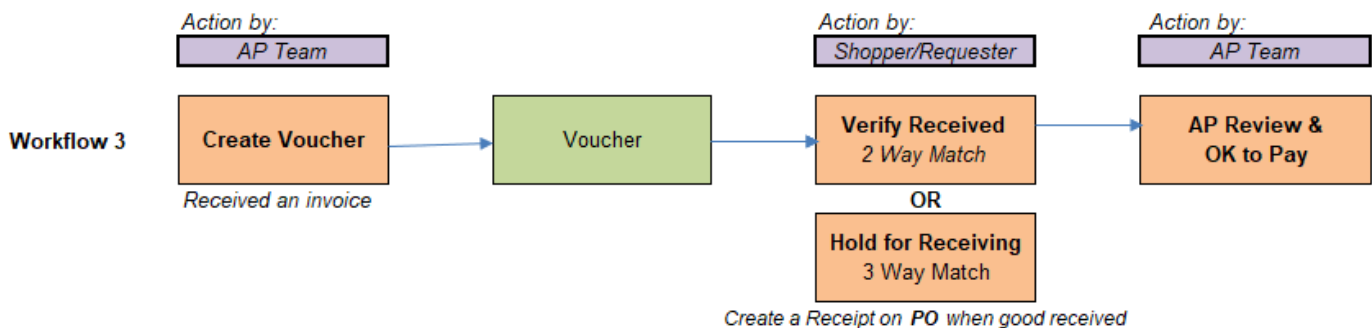 Action by:
AP Team
Action by:
Shopper/Requester
Action by:
AP Team
Workflow 3
Create Voucher
Received an invoice
Voucher
Verify Received
2 Way Match
OR
Hold for Receiving
3 Way Match
Create a Receipt on PO when good received
AP Review &
OK to Pay